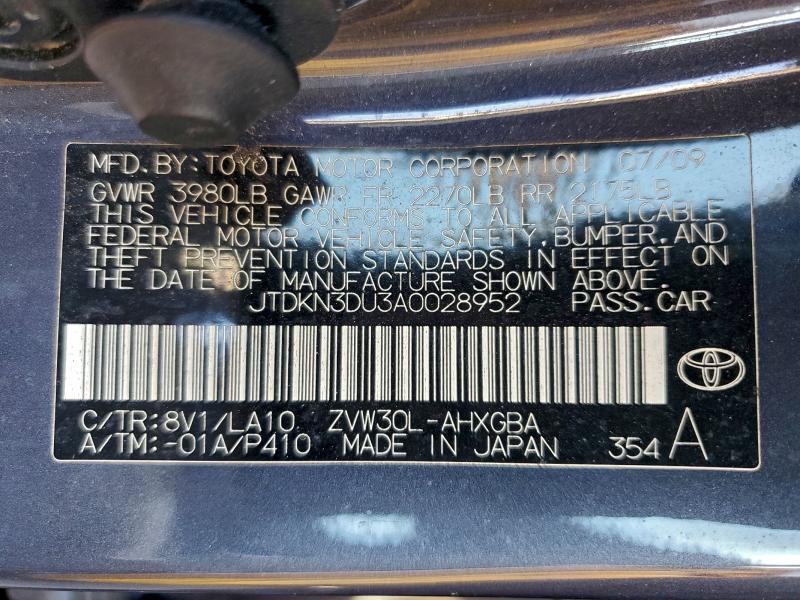 MFD.BY:TOYOTA MOTOR CORPORATION 07/09
GVWR 3980LB GAWR FR 2270LB RR 2175LB
THIS VEHICLE CONFORMS TO ALL APPLICABLE
FEDERAL MOTOR VEHICLE SAFETY,BUMPER,AND
THEFT PREVENTION STANDARDS IN EFFECT ON
THE DATE OF MANUFACTURE SHOWN ABOVE.
JTDKN3DU3A0028952 PASS.CAR
C/TR:8V1/LA10 ZVW30L-AHXGBA
A/TM:-01A/P410 MADE IN JAPAN 354 A